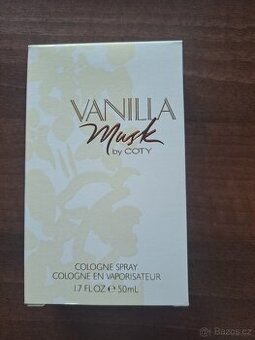 VANILLA
Musk
by COTY
COLOGNE SPRAY
COLOGNE EN VAPORISATEUR
1.7 FL OZ ℮ 50mL
Bazos.cz